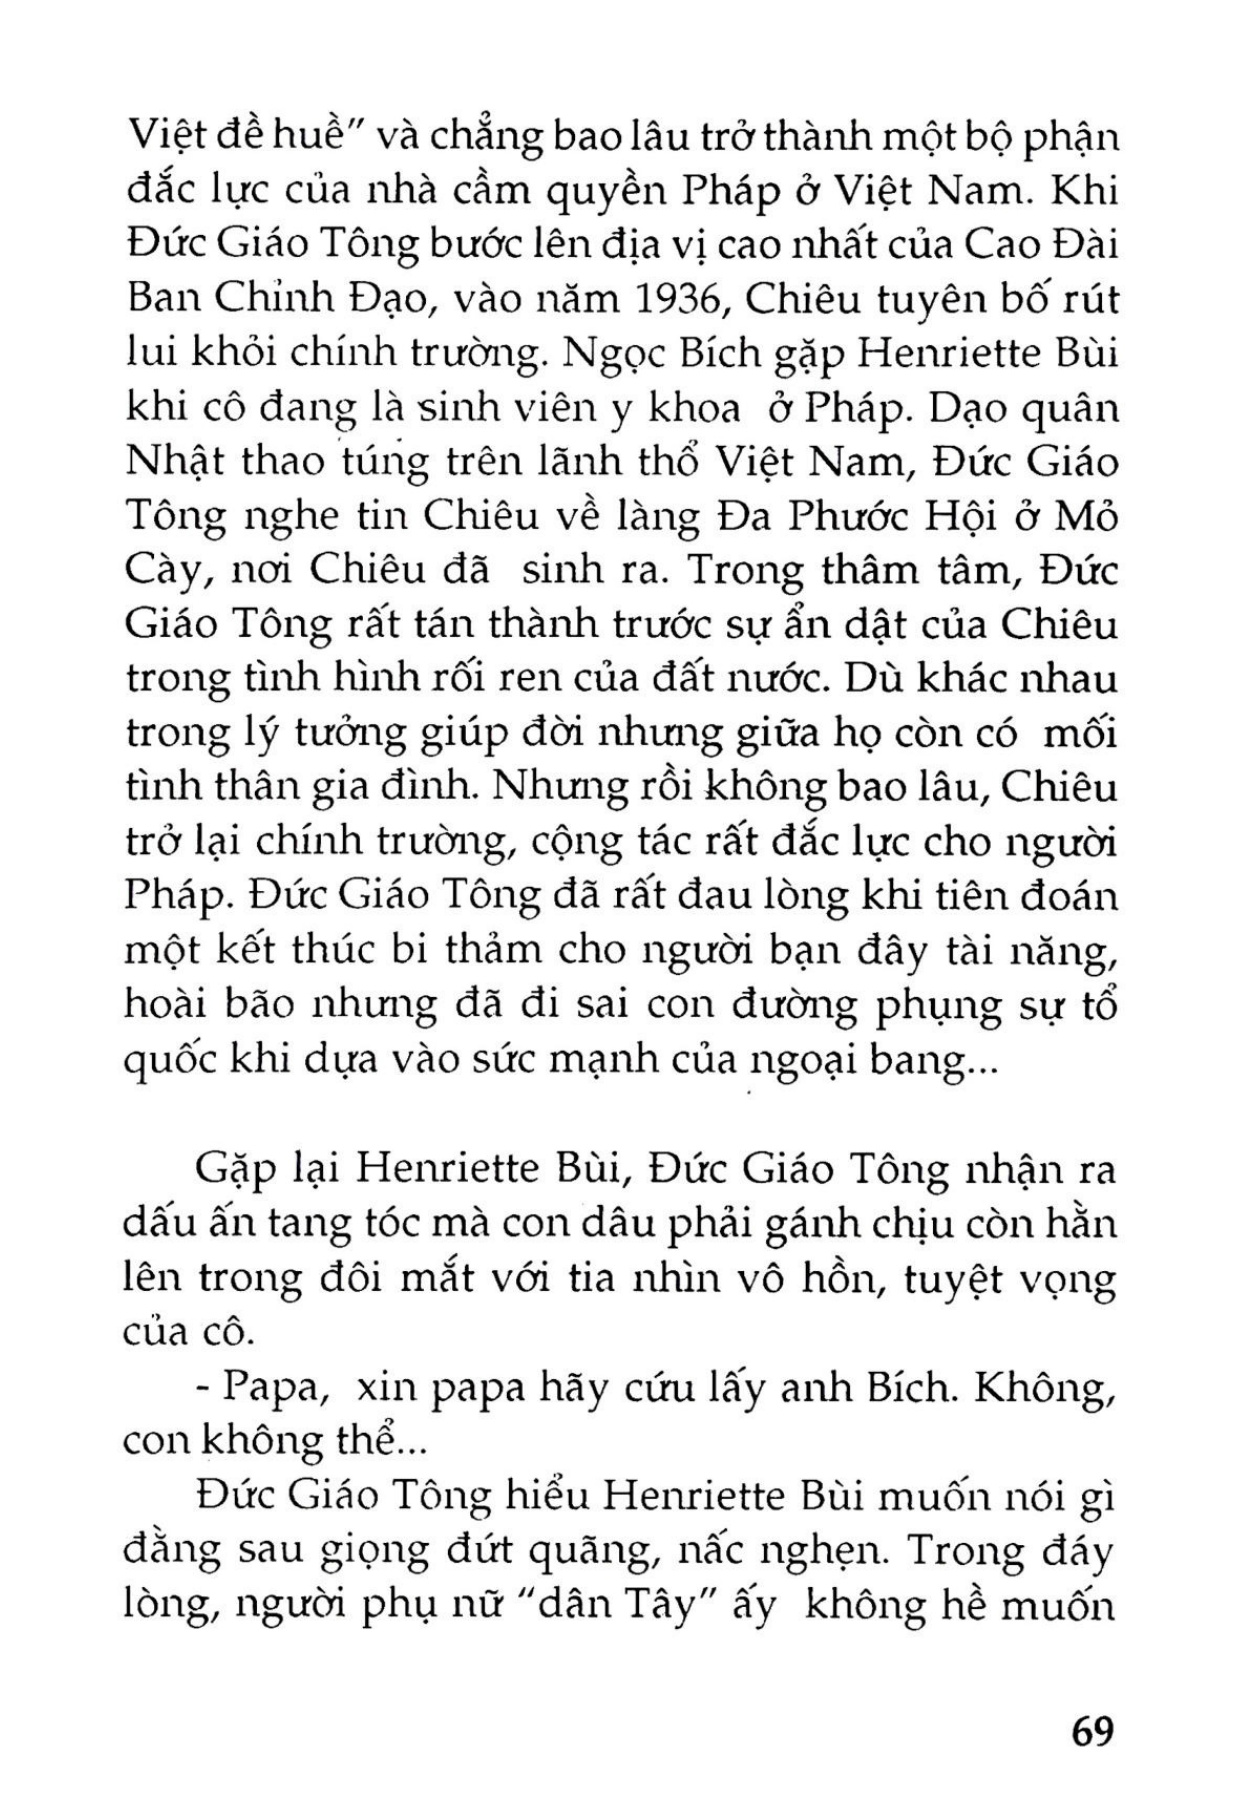 Việt đề huề" và chẳng bao lâu trở thành một bộ phận
đắc lực của nhà cầm quyền Pháp ở Việt Nam. Khi
Đức Giáo Tông bước lên địa vị cao nhất của Cao Đài
Ban Chỉnh Đạo, vào năm 1936, Chiêu tuyên bố rút
lui khỏi chính trường. Ngọc Bích gặp Henriette Bùi
khi cô đang là sinh viên y khoa ở Pháp. Dạo quân
Nhật thao túng trên lãnh thổ Việt Nam, Đức Giáo
Tông nghe tin Chiêu về làng Đa Phước Hội ở Mỏ
Cày, nơi Chiêu đã sinh ra. Trong thâm tâm, Đức
Giáo Tông rất tán thành trước sự ẩn dật của Chiêu
trong tình hình rối ren của đất nước. Dù khác nhau
trong lý tưởng giúp đời nhưng giữa họ còn có mối
tình thân gia đình. Nhưng rồi không bao lâu, Chiêu
trở lại chính trường, cộng tác rất đắc lực cho người
Pháp. Đức Giáo Tông đã rất đau lòng khi tiên đoán
một kết thúc bi thảm cho người bạn đây tài năng,
hoài bão nhưng đã đi sai con đường phụng sự tổ
quốc khi dựa vào sức mạnh của ngoại bang...
Gặp lại Henriette Bùi, Đức Giáo Tông nhận ra
dấu ấn tang tóc mà con dâu phải gánh chịu còn hằn
lên trong đôi mắt với tia nhìn vô hồn, tuyệt vọng
của cô.
- Papa, xin papa hãy cứu lấy anh Bích. Không,
con không thể...
Đức Giáo Tông hiểu Henriette Bùi muốn nói gì
đằng sau giọng đứt quãng, nấc nghẹn. Trong đáy
lòng, người phụ nữ "dân Tây" ấy không hề muốn
69